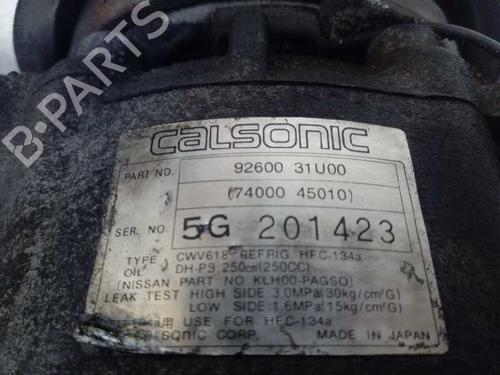 B-PARTS
calsonic
PART NO. 92600 31U00
(74000 45010)
SER. NO. 5G 201423
TYPE CWV618 REFRIG. HFC-134a
OIL DH-PS 250cm³(250CC)
(NISSAN PART NO KLH00-PAGSO)
LEAK TEST HIGH SIDE: 3.0MPa(30kg/cm²G)
LOW SIDE: 1.6MPa(15kg/cm²G)
用 USE FOR HFC-134a
CORP. MADE IN JAPAN